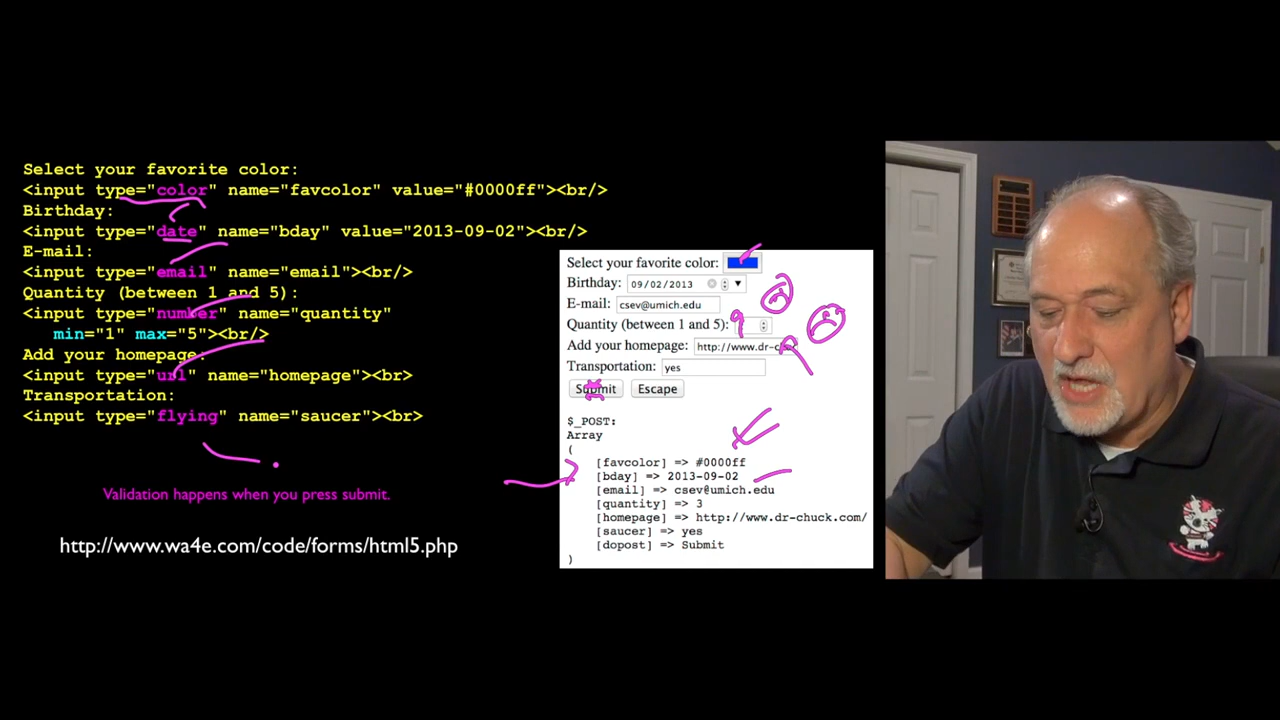 Select your favorite color:
<input type="color" name="favcolor" value="#0000ff"><br/>
Birthday:
<input type="date" name="bday" value="2013-09-02"><br/>
E-mail:
<input type="email" name="email"><br/>
Quantity (between 1 and 5):
<input type="number" name="quantity"
min="1" max="5"><br/>
Add your homepage:
<input type="url" name="homepage"><br>
Transportation:
<input type="flying" name="saucer"><br>
Validation happens when you press submit.
http://www.wa4e.com/code/forms/html5.php
Select your favorite color:
Birthday: 09/02/2013
E-mail: csev@umich.edu
Quantity (between 1 and 5):
Add your homepage: http://www.dr-chuc
Transportation: yes
Submit Escape
$_POST:
Array
(
[favcolor] => #0000ff
[bday] => 2013-09-02
[email] => csev@umich.edu
[quantity] => 3
[homepage] => http://www.dr-chuck.com/
[saucer] => yes
[dopost] => Submit
)